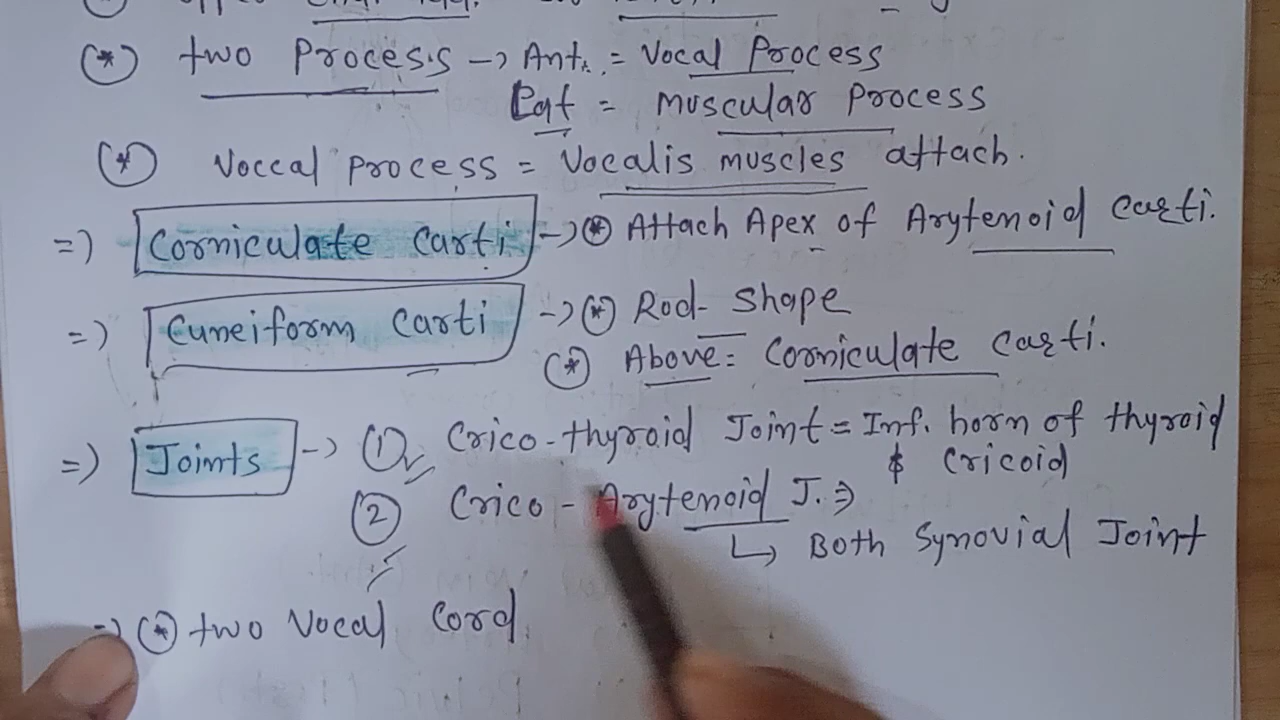 (*) two Process → Ant. = Vocal Process
Lat = muscular Process
(*) Voccal process = Vocalis muscles attach.
=) Corniculate Carti → (*) Attach Apex of Arytenoid Carti.
=) Cuneiform Carti → (*) Rod-shape
(*) Above = Corniculate Carti.
=) Joints → (1) Crico-thyroid Joint = Inf. horn of thyroid
& Cricoid
(2) Crico-Arytenoid J. ⇒
↳ Both Synovial Joint
→ (*) two Vocal Cord